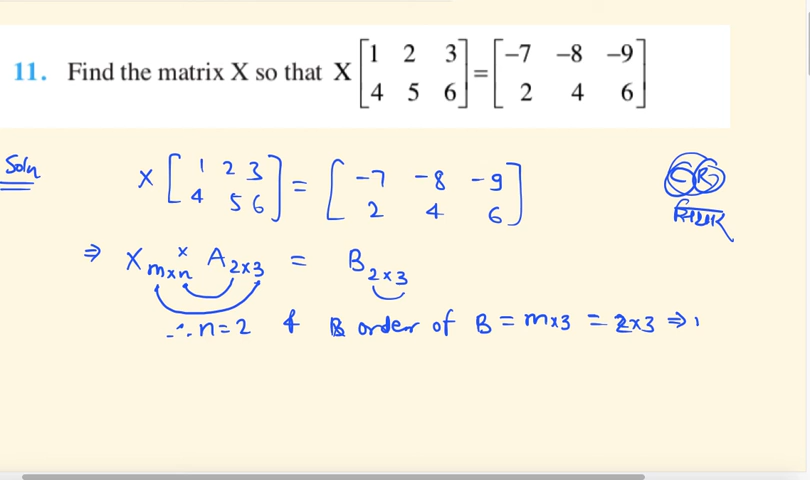 11. Find the matrix X so that X [1 2 3 = [-7 -8 -9
4 5 6] 2 4 6]
Soln
X [1 2 3 = [-7 -8 -9
4 5 6] 2 4 6]
⇒ X m×n × A 2×3 = B 2×3
∴ n=2 & order of B = m×3 = 2×3 ⇒